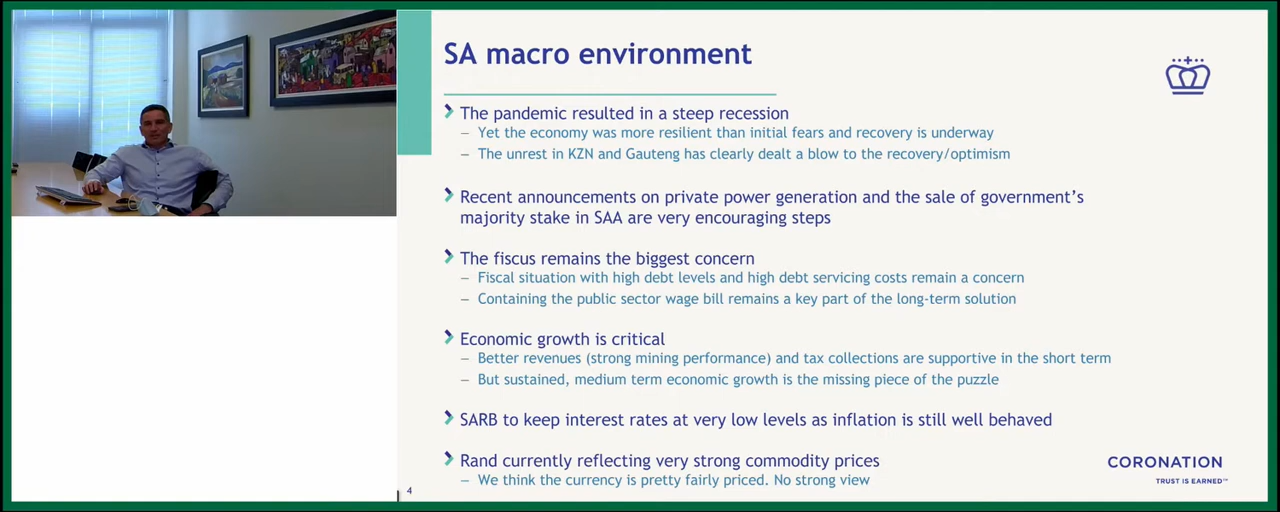 SA macro environment
The pandemic resulted in a steep recession
– Yet the economy was more resilient than initial fears and recovery is underway
– The unrest in KZN and Gauteng has clearly dealt a blow to the recovery/optimism
Recent announcements on private power generation and the sale of government’s
majority stake in SAA are very encouraging steps
The fiscus remains the biggest concern
– Fiscal situation with high debt levels and high debt servicing costs remain a concern
– Containing the public sector wage bill remains a key part of the long-term solution
Economic growth is critical
– Better revenues (strong mining performance) and tax collections are supportive in the short term
– But sustained, medium term economic growth is the missing piece of the puzzle
SARB to keep interest rates at very low levels as inflation is still well behaved
Rand currently reflecting very strong commodity prices
– We think the currency is pretty fairly priced. No strong view
CORONATION
TRUST IS EARNED™
4